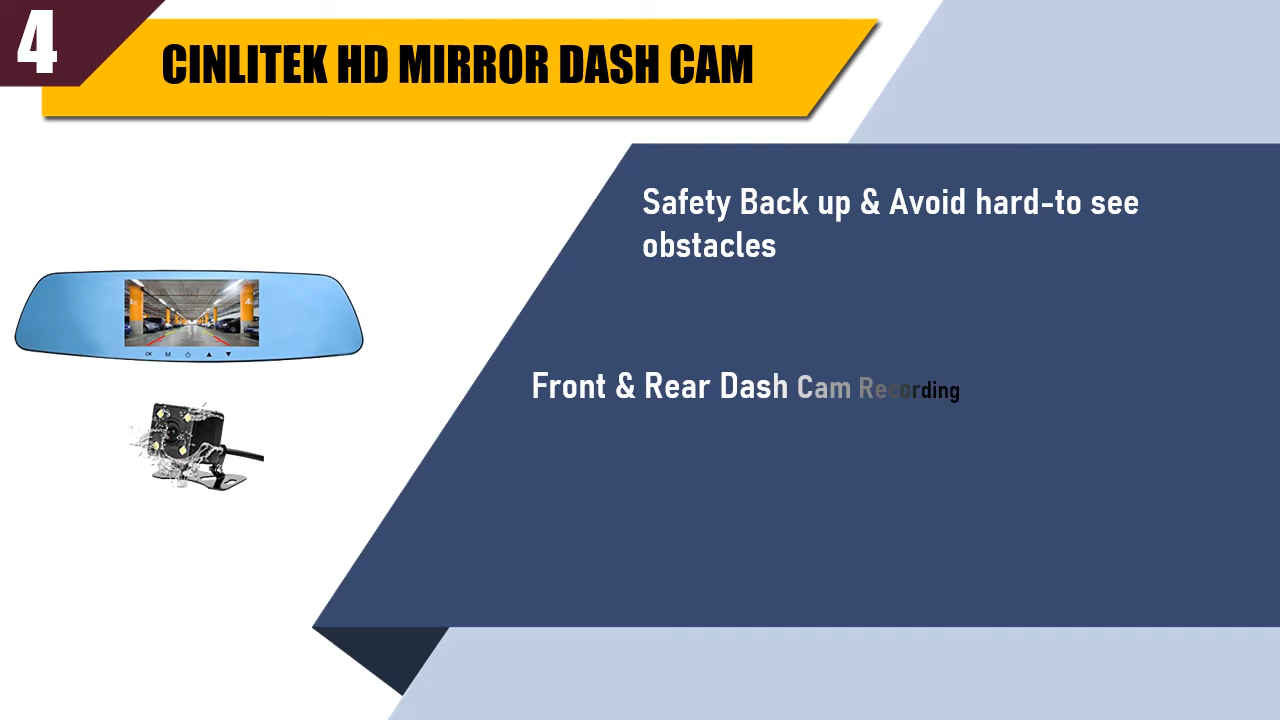 4
CINLITEK HD MIRROR DASH CAM
Safety Back up & Avoid hard-to see
obstacles
Front & Rear Dash Cam Recording
OK M